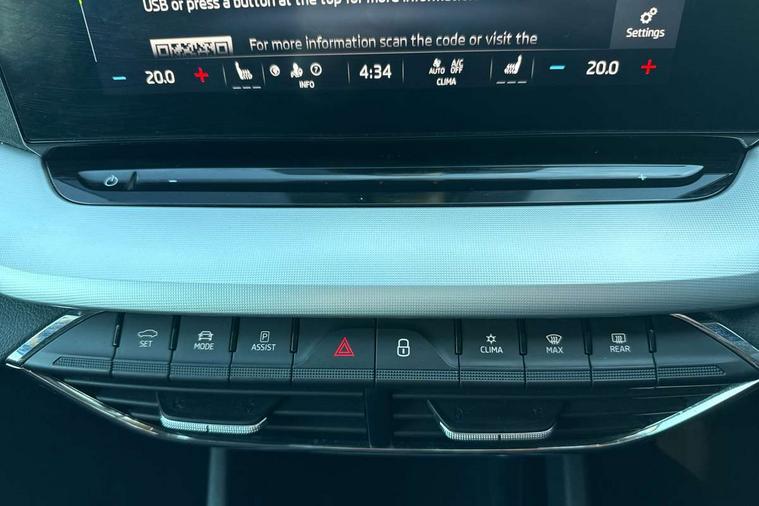 USB or press a button at the top for more information
For more information scan the code or visit the
Settings
20.0
INFO
4:34
AUTO
A/C
OFF
CLIMA
20.0
SET
MODE
P
ASSIST
CLIMA
MAX
REAR